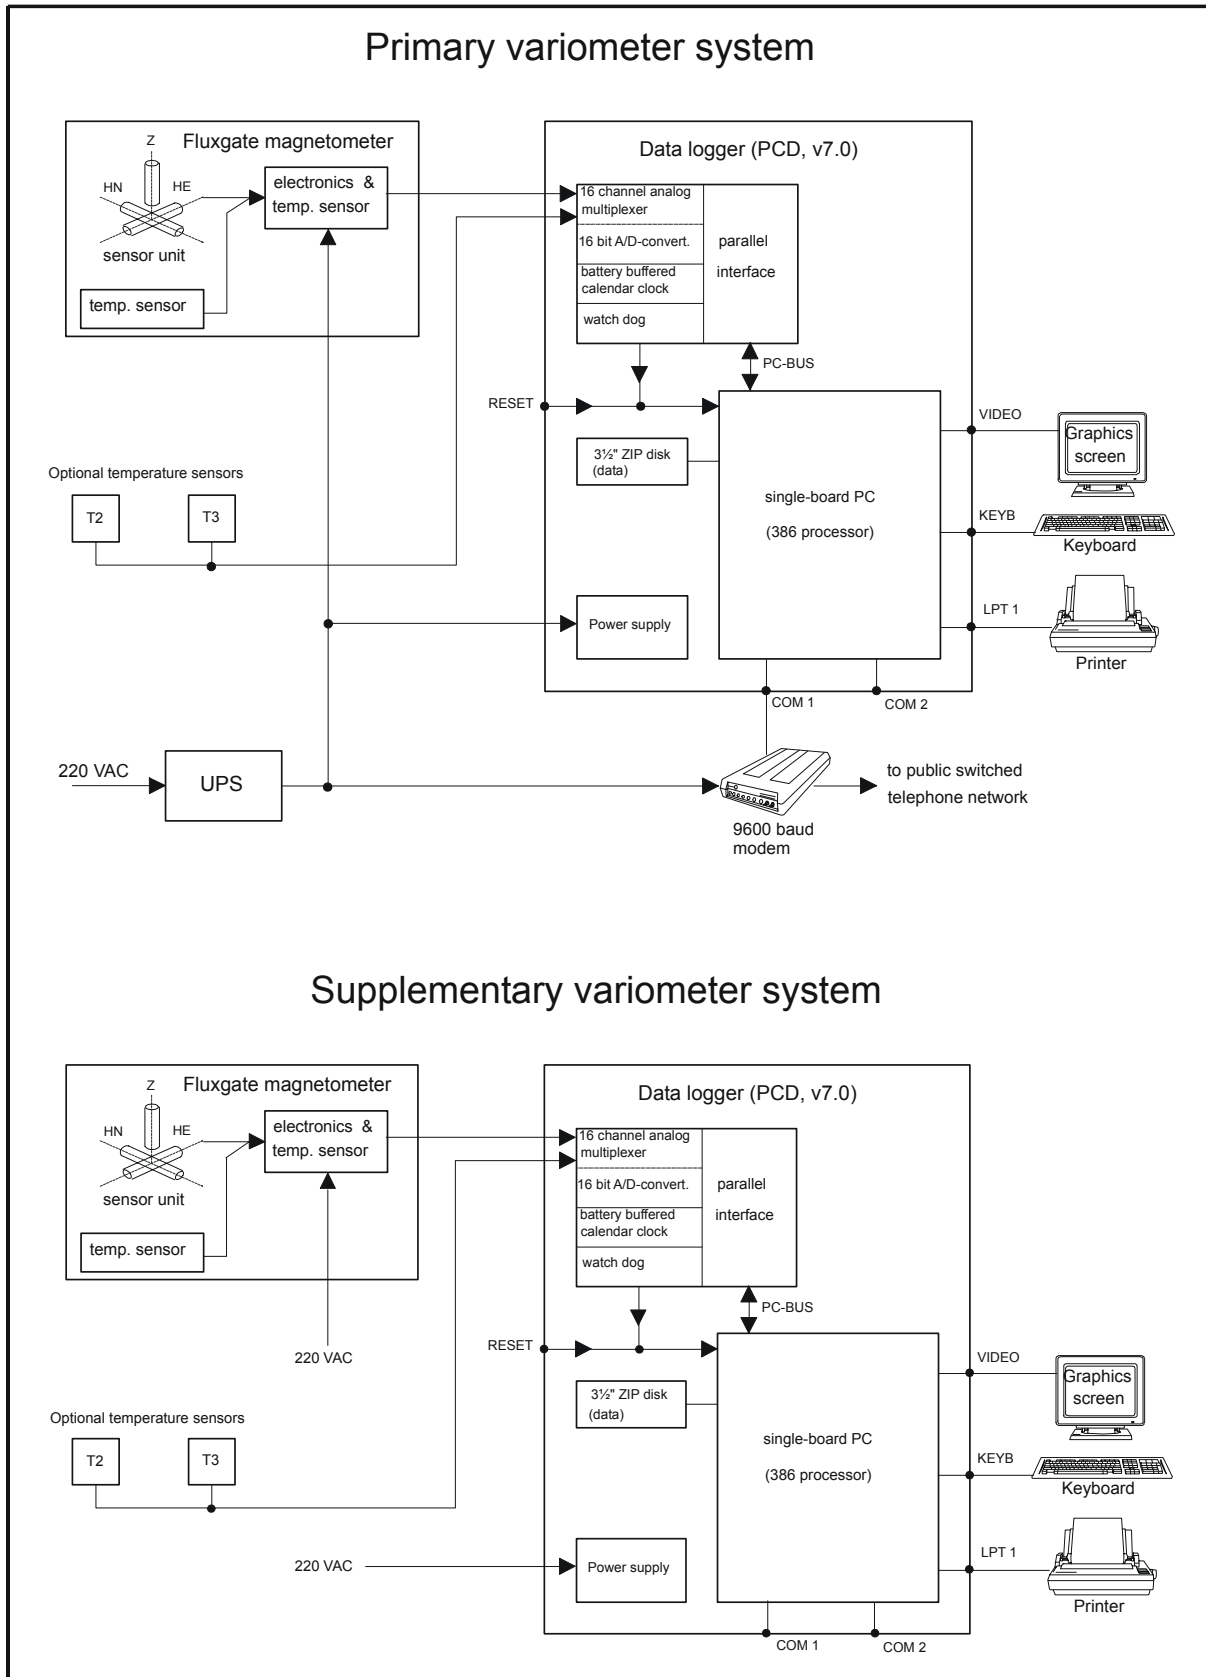 Primary variometer system
Fluxgate magnetometer
Z
HN
HE
sensor unit
temp. sensor
electronics &
temp. sensor
Data logger (PCD, v7.0)
16 channel analog
multiplexer
16 bit A/D-convert.
battery buffered
calendar clock
watch dog
parallel
interface
PC-BUS
RESET
3½" ZIP disk
(data)
single-board PC
(386 processor)
VIDEO
Graphics
screen
KEYB
Keyboard
LPT 1
Printer
Optional temperature sensors
T2
T3
Power supply
COM 1
COM 2
220 VAC
UPS
9600 baud
modem
to public switched
telephone network
Supplementary variometer system
Fluxgate magnetometer
Z
HN
HE
sensor unit
temp. sensor
electronics &
temp. sensor
220 VAC
Data logger (PCD, v7.0)
16 channel analog
multiplexer
16 bit A/D-convert.
battery buffered
calendar clock
watch dog
parallel
interface
PC-BUS
RESET
3½" ZIP disk
(data)
single-board PC
(386 processor)
VIDEO
Graphics
screen
KEYB
Keyboard
LPT 1
Printer
Optional temperature sensors
T2
T3
220 VAC
Power supply
COM 1
COM 2